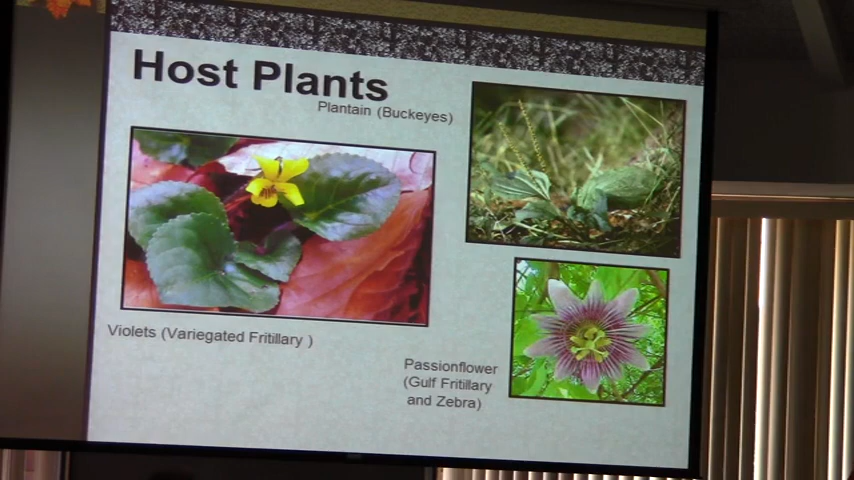 Host Plants
Plantain (Buckeyes)
Violets (Variegated Fritillary )
Passionflower
(Gulf Fritillary
and Zebra)